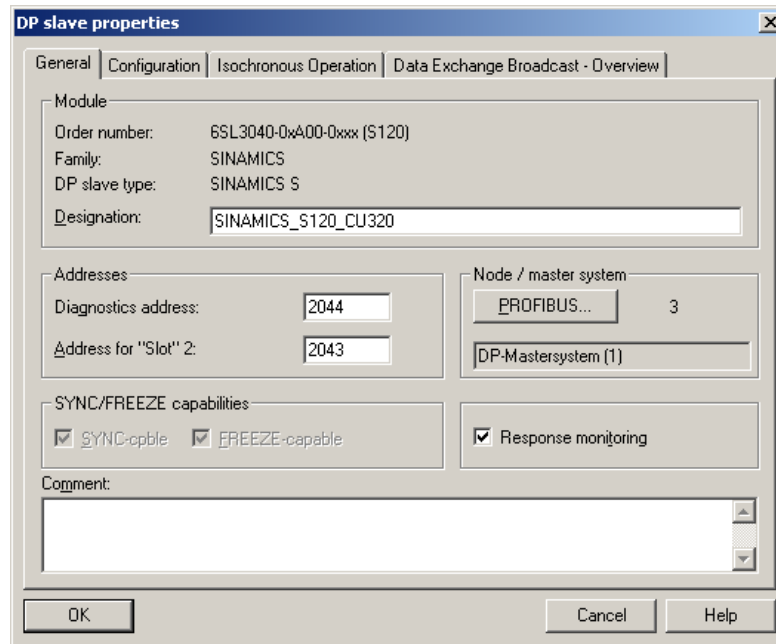 DP slave properties
General Configuration Isochronous Operation Data Exchange Broadcast - Overview
Module
Order number: 6SL3040-0xA00-0xxx (S120)
Family: SINAMICS
DP slave type: SINAMICS S
Designation: SINAMICS_S120_CU320
Addresses
Diagnostics address: 2044
Address for "Slot" 2: 2043
Node / master system
PROFIBUS... 3
DP-Mastersystem (1)
SYNC/FREEZE capabilities
SYNC-cpble FREEZE-capable
Response monitoring
Comment:
OK Cancel Help